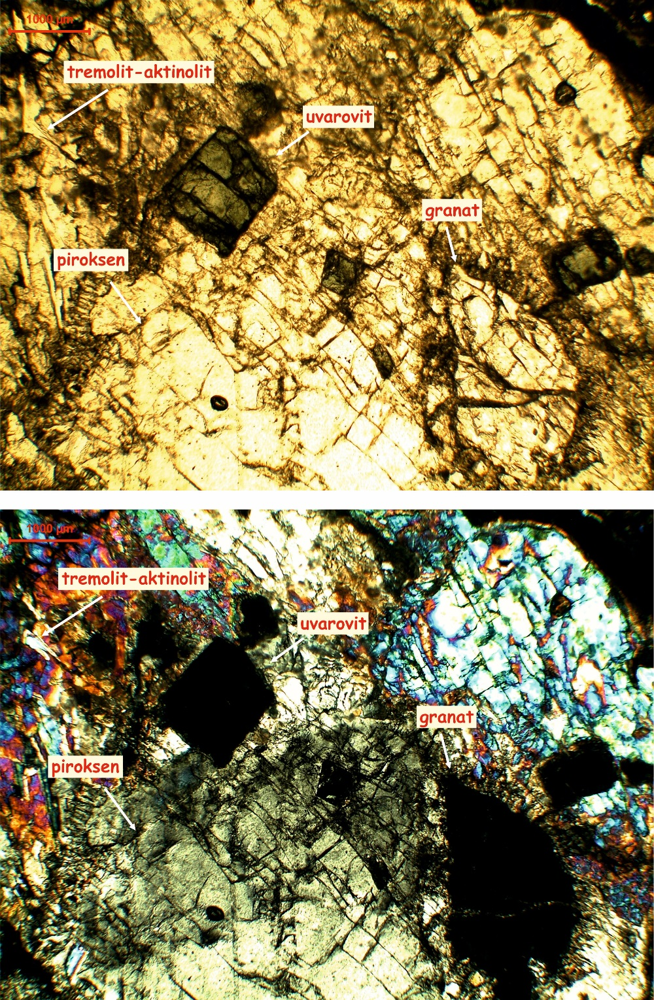 1000 µm
tremolit-aktinolit
uvarovit
granat
piroksen
1000 µm
tremolit-aktinolit
uvarovit
granat
piroksen